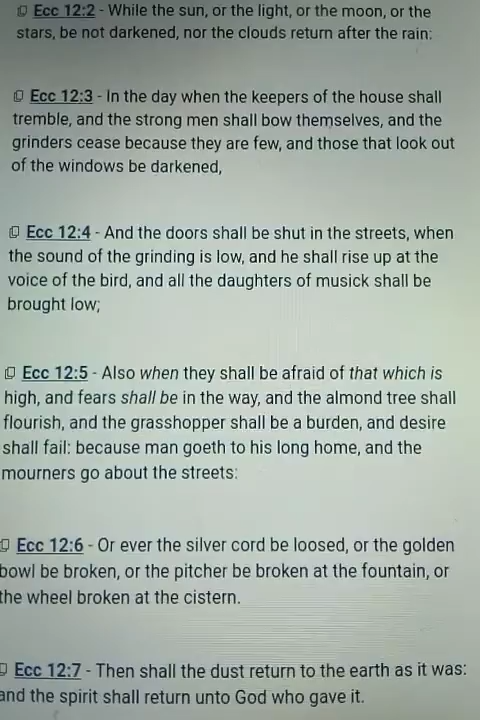 Ecc 12:2 - While the sun, or the light, or the moon, or the
stars, be not darkened, nor the clouds return after the rain:
Ecc 12:3 - In the day when the keepers of the house shall
tremble, and the strong men shall bow themselves, and the
grinders cease because they are few, and those that look out
of the windows be darkened,
Ecc 12:4 - And the doors shall be shut in the streets, when
the sound of the grinding is low, and he shall rise up at the
voice of the bird, and all the daughters of musick shall be
brought low;
Ecc 12:5 - Also when they shall be afraid of that which is
high, and fears shall be in the way, and the almond tree shall
flourish, and the grasshopper shall be a burden, and desire
shall fail: because man goeth to his long home, and the
mourners go about the streets:
Ecc 12:6 - Or ever the silver cord be loosed, or the golden
bowl be broken, or the pitcher be broken at the fountain, or
the wheel broken at the cistern.
Ecc 12:7 - Then shall the dust return to the earth as it was:
and the spirit shall return unto God who gave it.